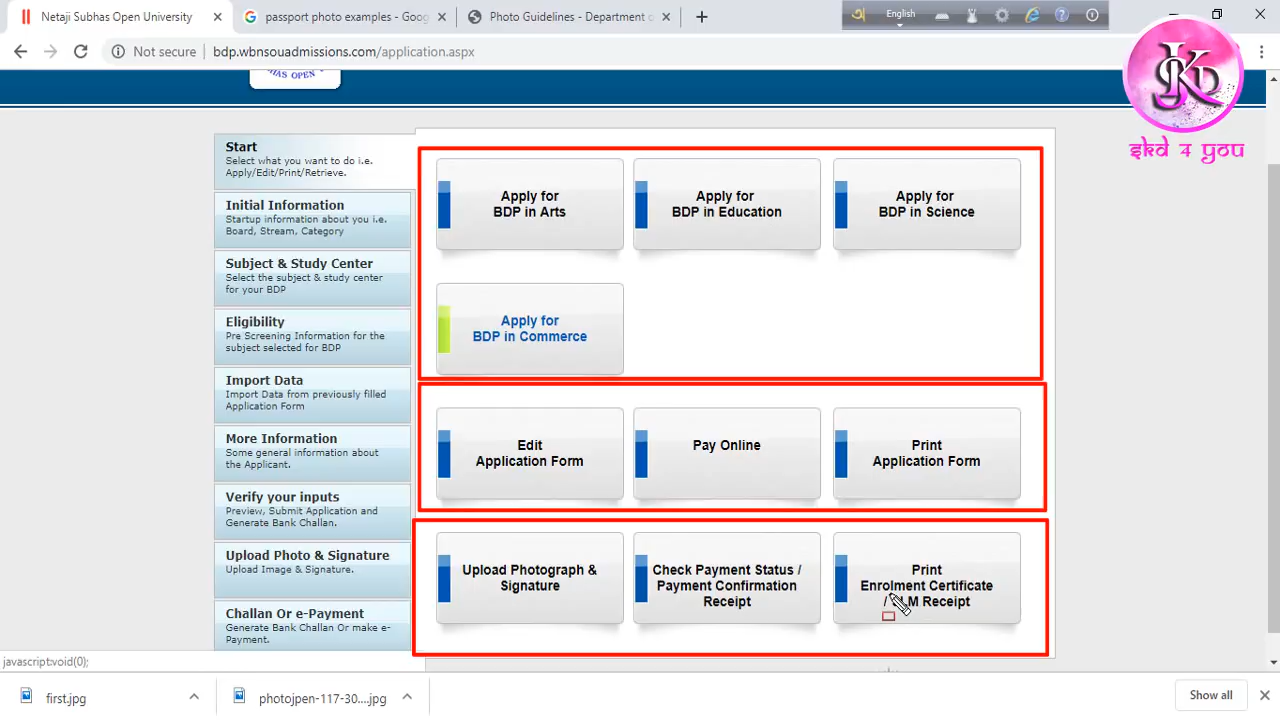 Netaji Subhas Open University
passport photo examples - Goog
Photo Guidelines - Department o
English
Not secure
bdp.wbnsouadmissions.com/application.aspx
HAS OPEN
SKD
SKD 4 YOU
Start
Select what you want to do i.e.
Apply/Edit/Print/Retrieve.
Initial Information
Startup information about you i.e.
Board, Stream, Category
Subject & Study Center
Select the subject & study center
for your BDP
Eligibility
Pre Screening Information for the
subject selected for BDP
Import Data
Import Data from previously filled
Application Form
More Information
Some general information about
the Applicant.
Verify your inputs
Preview, Submit Application and
Generate Bank Challan.
Upload Photo & Signature
Upload Image & Signature.
Challan Or e-Payment
Generate Bank Challan Or make e-
Payment.
Apply for
BDP in Arts
Apply for
BDP in Education
Apply for
BDP in Science
Apply for
BDP in Commerce
Edit
Application Form
Pay Online
Print
Application Form
Upload Photograph &
Signature
Check Payment Status /
Payment Confirmation
Receipt
Print
Enrolment Certificate
/ LM Receipt
javascript:void(0);
first.jpg
photojpen-117-30....jpg
Show all